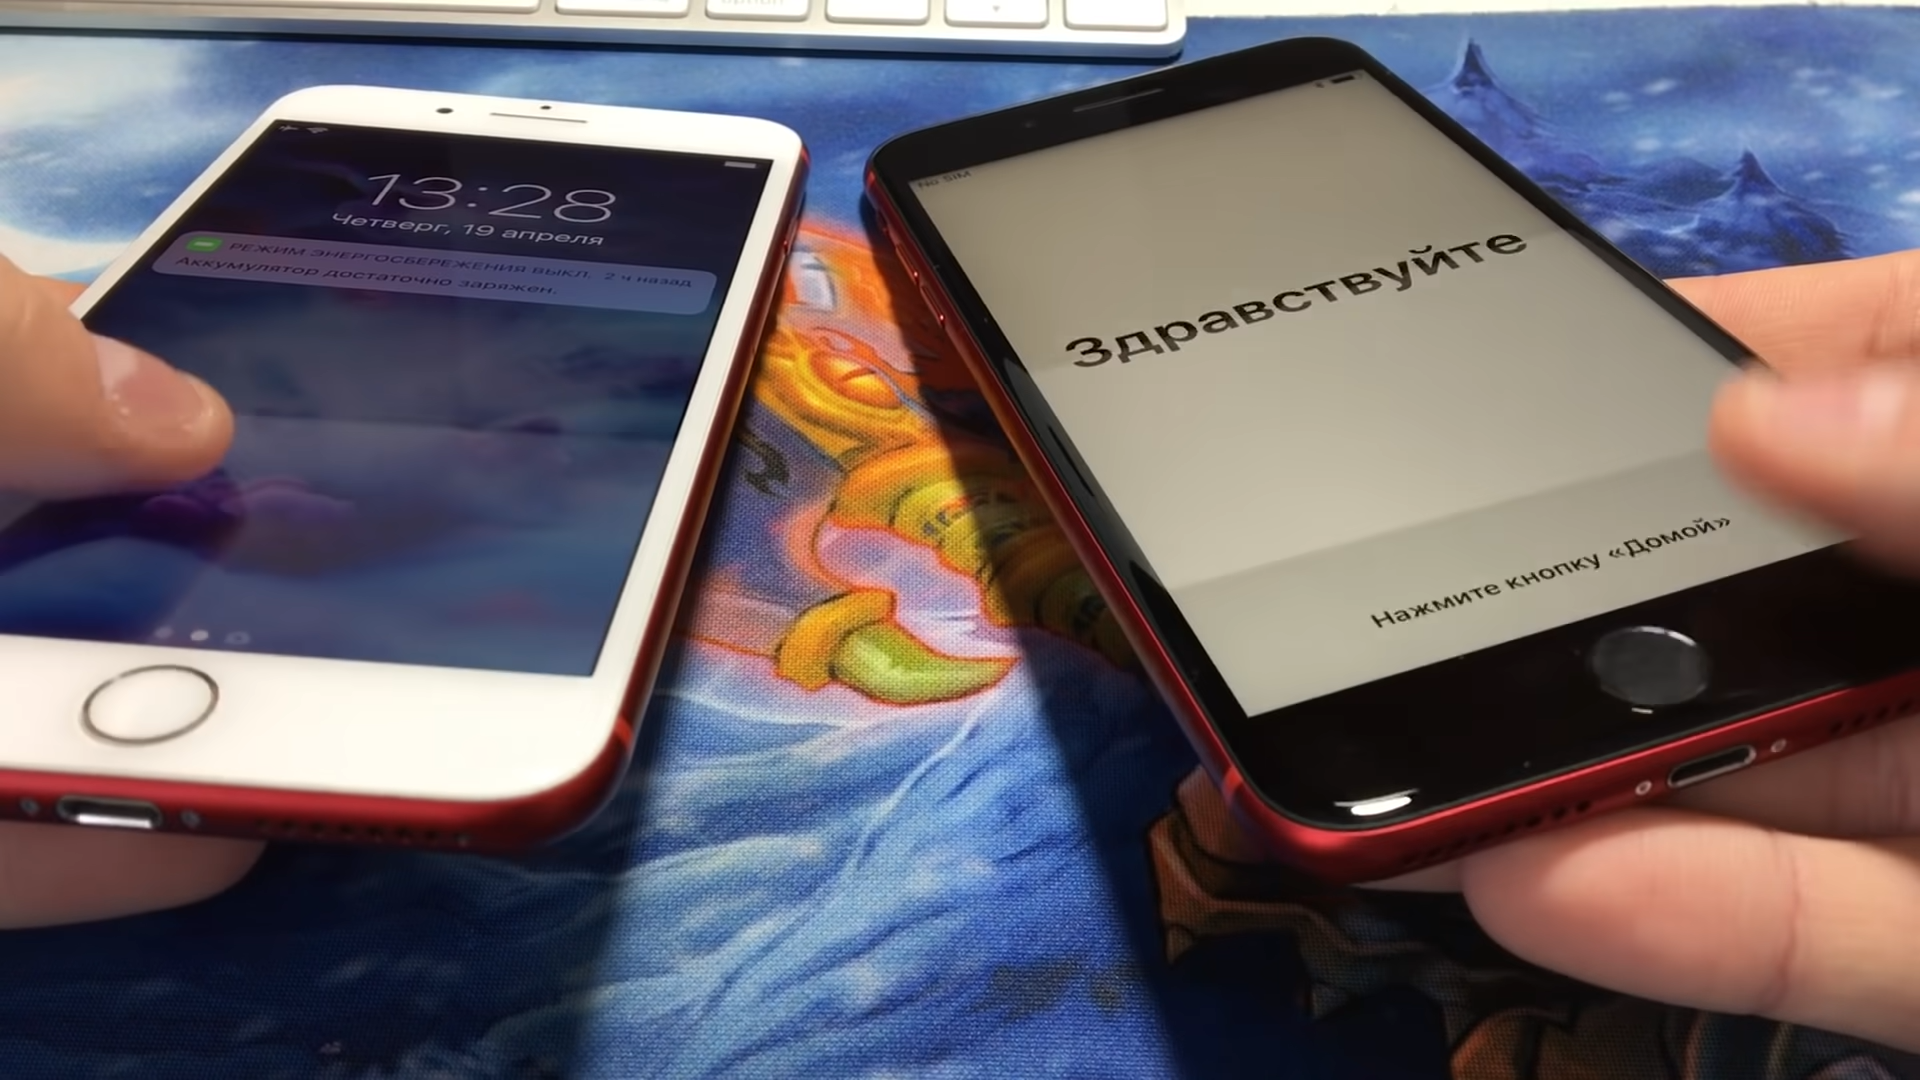 13:28
Четверг, 19 апреля
РЕЖИМ ЭНЕРГОСБЕРЕЖЕНИЯ ВЫКЛ. 2 ч назад
Аккумулятор достаточно заряжен.
No SIM
Здравствуйте
Нажмите кнопку «Домой»